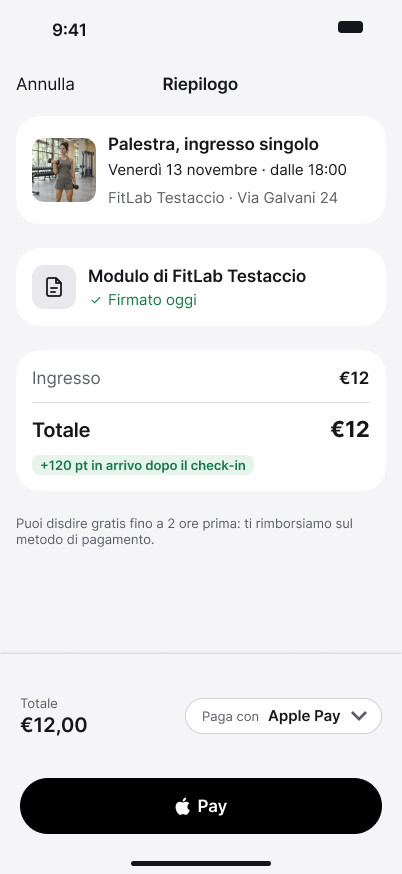 9:41
Annulla
Riepilogo
Palestra, ingresso singolo
Venerdì 13 novembre · dalle 18:00
FitLab Testaccio · Via Galvani 24
Modulo di FitLab Testaccio
✓ Firmato oggi
Ingresso €12
Totale €12
+120 pt in arrivo dopo il check-in
Puoi disdire gratis fino a 2 ore prima: ti rimborsiamo sul
metodo di pagamento.
Totale
€12,00
Paga con Apple Pay
Pay